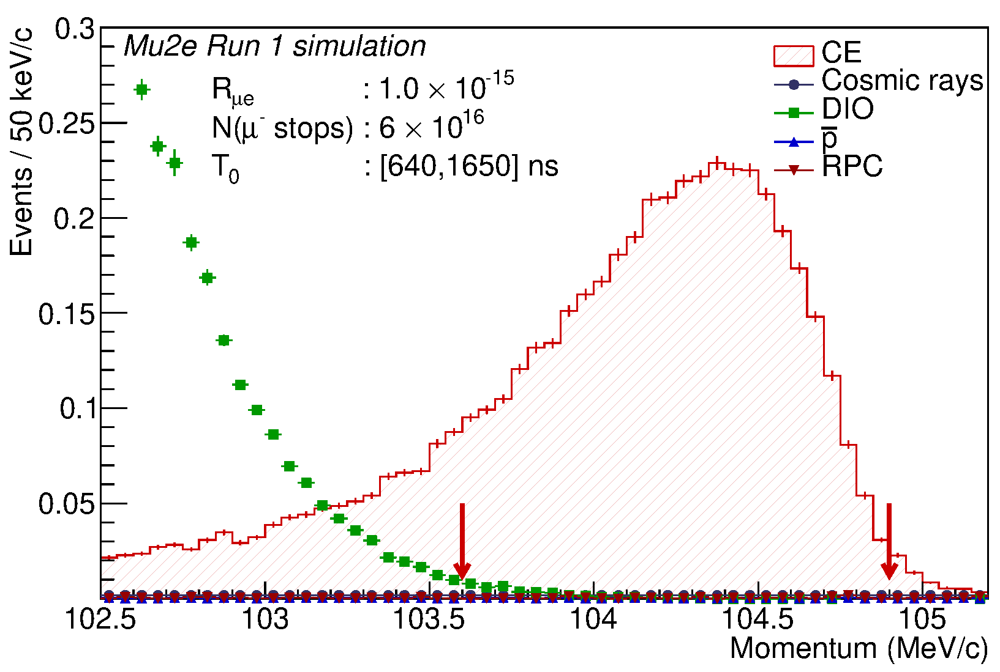 Mu2e Run 1 simulation
R_μe : 1.0 × 10^-15
N(μ^- stops) : 6 × 10^16
T_0 : [640,1650] ns
CE
Cosmic rays
DIO
p̄
RPC
Events / 50 keV/c
0.3
0.25
0.2
0.15
0.1
0.05
102.5 103 103.5 104 104.5 105
Momentum (MeV/c)